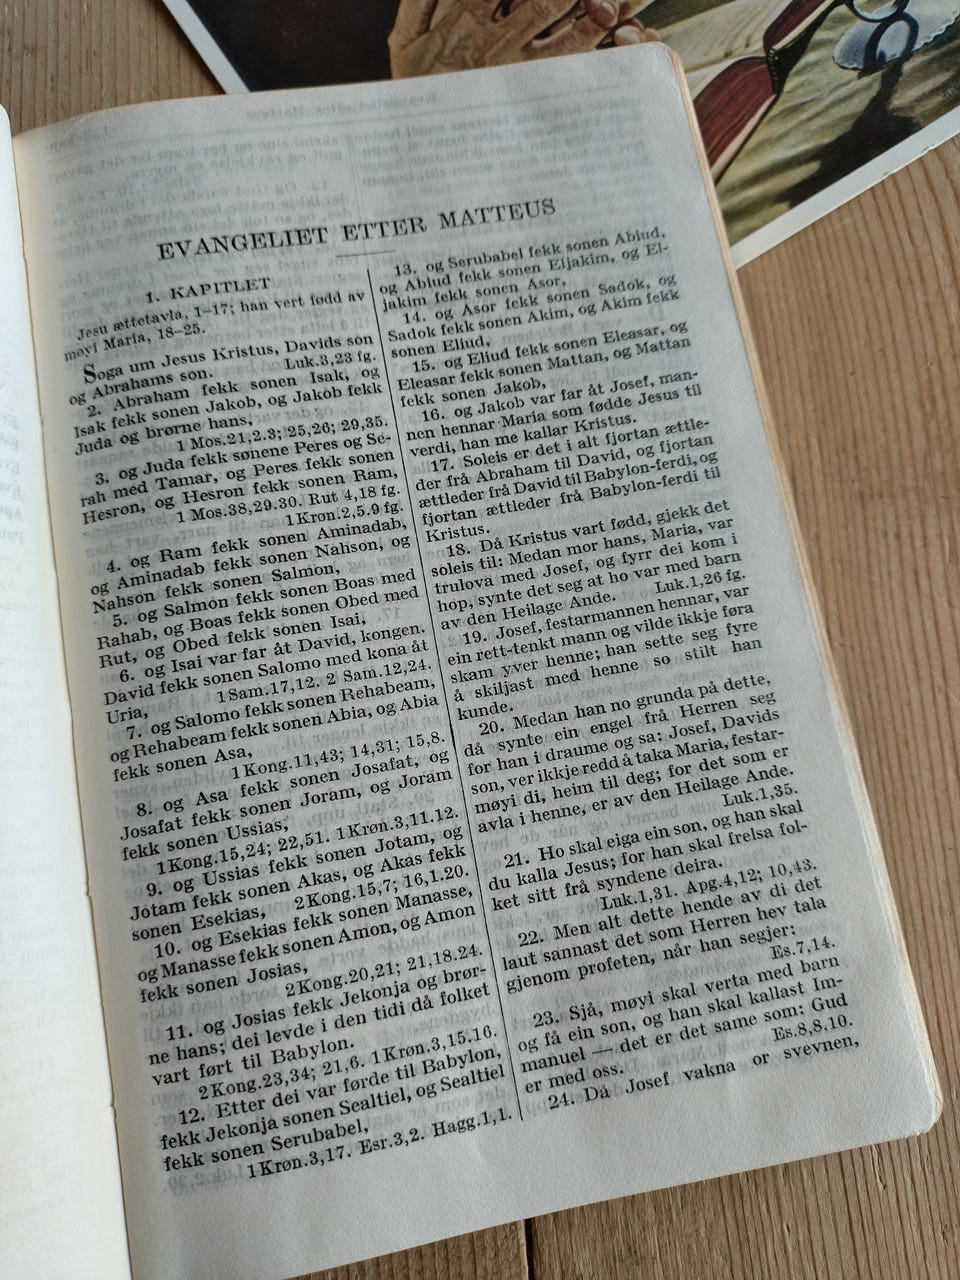 EVANGELIET ETTER MATTEUS
1. KAPITLET
Jesu ættetavla, 1–17; han vert fødd av
møyi Maria, 18–25.
Soga um Jesus Kristus, Davids son
og Abrahams son. Luk.3,23 fg.
2. Abraham fekk sonen Isak, og
Isak fekk sonen Jakob, og Jakob fekk
Juda og brørne hans,
1 Mos.21,2.3; 25,26; 29,35.
3. og Juda fekk sønene Peres og Se-
rah med Tamar, og Peres fekk sonen
Hesron, og Hesron fekk sonen Ram,
1 Mos.38,29.30. Rut 4,18 fg.
1 Krøn.2,5.9 fg.
4. og Ram fekk sonen Aminadab,
og Aminadab fekk sonen Nahson, og
Nahson fekk sonen Salmon,
5. og Salmon fekk sonen Boas med
Rahab, og Boas fekk sonen Obed med
Rut, og Obed fekk sonen Isai,
6. og Isai var far åt David, kongen.
David fekk sonen Salomo med kona åt
Uria, 1 Sam.17,12. 2 Sam.12,24.
7. og Salomo fekk sonen Rehabeam,
og Rehabeam fekk sonen Abia, og Abia
fekk sonen Asa,
1 Kong.11,43; 14,31; 15,8.
8. og Asa fekk sonen Josafat, og
Josafat fekk sonen Joram, og Joram
fekk sonen Ussias,
1 Kong.15,24; 22,51. 1 Krøn.3,11.12.
9. og Ussias fekk sonen Jotam, og
Jotam fekk sonen Akas, og Akas fekk
sonen Esekias, 2 Kong.15,7; 16,1.20.
10. og Esekias fekk sonen Manasse,
og Manasse fekk sonen Amon, og Amon
fekk sonen Josias,
2 Kong.20,21; 21,18.24.
11. og Josias fekk Jekonja og brør-
ne hans; dei levde i den tidi då folket
vart ført til Babylon.
2 Kong.23,34; 21,6. 1 Krøn.3,15.16.
12. Etter dei var førde til Babylon,
fekk Jekonja sonen Sealtiel, og Sealtiel
fekk sonen Serubabel,
1 Krøn.3,17. Esr.3,2. Hagg.1,1.
13. og Serubabel fekk sonen Abiud,
og Abiud fekk sonen Eljakim, og El-
jakim fekk sonen Asor,
14. og Asor fekk sonen Sadok, og
Sadok fekk sonen Akim, og Akim fekk
sonen Eliud,
15. og Eliud fekk sonen Eleasar, og
Eleasar fekk sonen Mattan, og Mattan
fekk sonen Jakob,
16. og Jakob var far åt Josef, man-
nen hennar Maria som fødde Jesus til
verdi, han me kallar Kristus.
17. Soleis er det i alt fjortan ættle-
der frå Abraham til David, og fjortan
ættleder frå David til Babylon-ferdi, og
fjortan ættleder frå Babylon-ferdi til
Kristus.
18. Då Kristus vart fødd, gjekk det
soleis til: Medan mor hans, Maria, var
trulova med Josef, og fyrr dei kom i
hop, synte det seg at ho var med barn
av den Heilage Ande. Luk.1,26 fg.
19. Josef, festarmannen hennar, var
ein rett-tenkt mann og vilde ikkje føra
skam yver henne; han sette seg fyre
å skiljast med henne so stilt han
kunde.
20. Medan han no grunda på dette,
då synte ein engel frå Herren seg
for han i draume og sa: Josef, Davids
son, ver ikkje redd å taka Maria, festar-
møyi di, heim til deg; for det som er
avla i henne, er av den Heilage Ande.
Luk.1,35.
21. Ho skal eiga ein son, og han skal
du kalla Jesus; for han skal frelsa fol-
ket sitt frå syndene deira.
Luk.1,31. Apg.4,12; 10,43.
22. Men alt dette hende av di det
laut sannast det som Herren hev tala
gjenom profeten, når han segjer:
Es.7,14.
23. Sjå, møyi skal verta med barn
og få ein son, og han skal kallast Im-
manuel — det er det same som: Gud
er med oss. Es.8,8.10.
24. Då Josef vakna or svevnen,